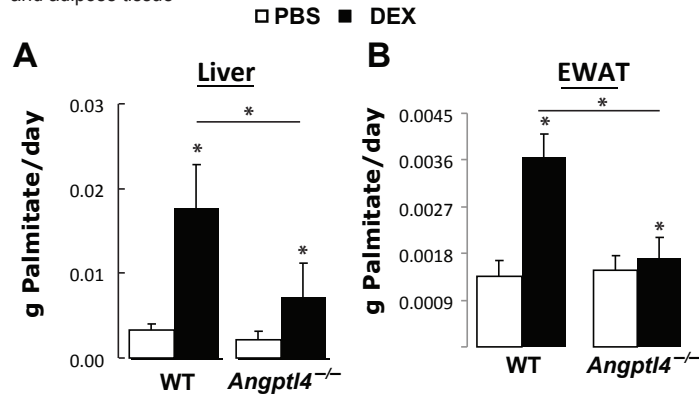 and adipose tissue
PBS DEX
A
Liver
g Palmitate/day
0.03
0.02
0.01
0.00
*
*
*
WT Angptl4−/−
B
EWAT
g Palmitate/day
0.0045
0.0036
0.0027
0.0018
0.0009
*
*
*
WT Angptl4−/−